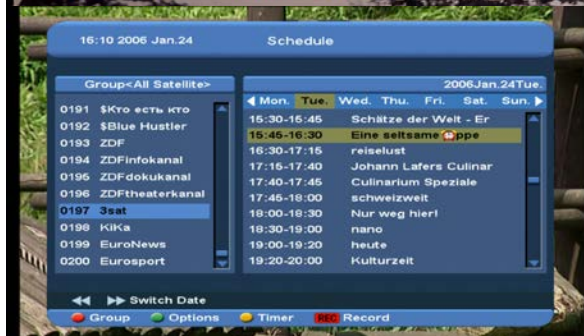 16:10 2006 Jan.24 Schedule
Group<All Satellite>
0191 $Кто есть кто
0192 $Blue Hustler
0193 ZDF
0194 ZDFinfokanal
0195 ZDFdokukanal
0196 ZDFtheaterkanal
0197 3sat
0198 KiKa
0199 EuroNews
0200 Eurosport
2006Jan.24Tue.
Mon. Tue. Wed. Thu. Fri. Sat. Sun.
15:30-15:45 Schätze der Welt - Er
15:45-16:30 Eine seltsame ppe
16:30-17:15 reiselust
17:15-17:40 Johann Lafers Culinar
17:40-17:45 Culinarium Speziale
17:45-18:00 schweizweit
18:00-18:30 Nur weg hier!
18:30-19:00 nano
19:00-19:20 heute
19:20-20:00 Kulturzeit
Switch Date
Group Options Timer REC Record